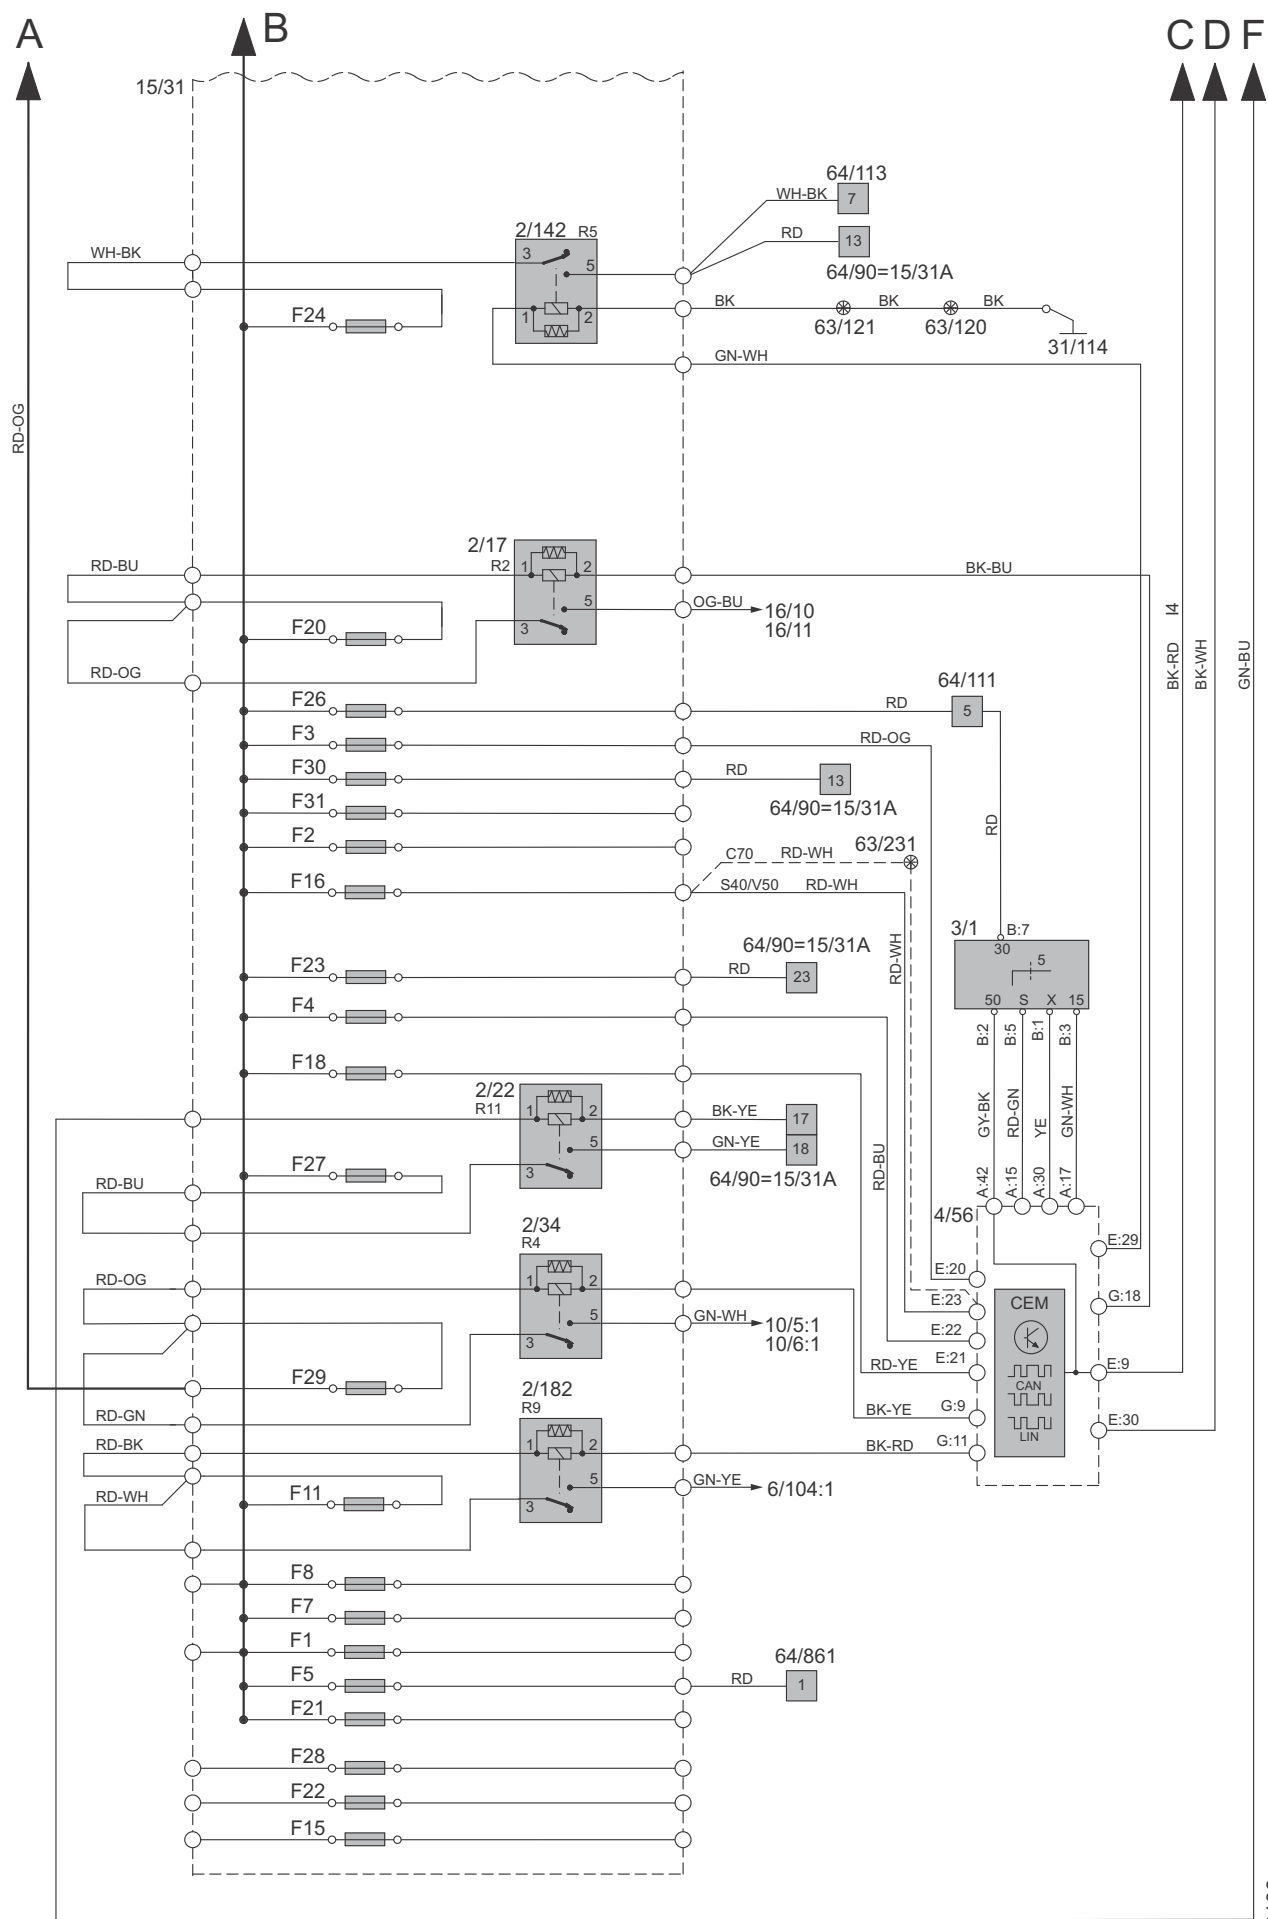 A
B
C D F
15/31
64/113
WH-BK
7
RD
13
64/90=15/31A
2/142 R5
WH-BK
3
5
1
2
F24
BK
BK
BK
63/121
63/120
31/114
GN-WH
RD-OG
2/17
R2
1
2
5
3
RD-BU
BK-BU
OG-BU
16/10
16/11
F20
RD-OG
BK-RD I4
BK-WH
GN-BU
F26
RD
64/111
5
F3
RD-OG
F30
RD
13
64/90=15/31A
F31
RD
F2
C70 RD-WH
63/231
F16
S40/V50 RD-WH
RD-WH
3/1
B:7
30
5
50 S X 15
64/90=15/31A
F23
RD
23
F4
B:2
B:5
B:1
B:3
F18
GY-BK
RD-GN
YE
GN-WH
2/22
R11
1
2
5
3
BK-YE
17
GN-YE
18
64/90=15/31A
RD-BU
F27
RD-BU
A:42
A:15
A:30
A:17
4/56
2/34
R4
1
2
5
3
RD-OG
E:29
E:20
G:18
E:23
CEM
GN-WH
10/5:1
10/6:1
E:22
RD-YE
E:21
E:9
CAN
LIN
F29
2/182
R9
BK-YE
G:9
RD-GN
E:30
RD-BK
1
2
5
3
BK-RD
G:11
GN-YE
6/104:1
RD-WH
F11
F8
F7
F1
64/861
F5
RD
1
F21
F28
F22
F15